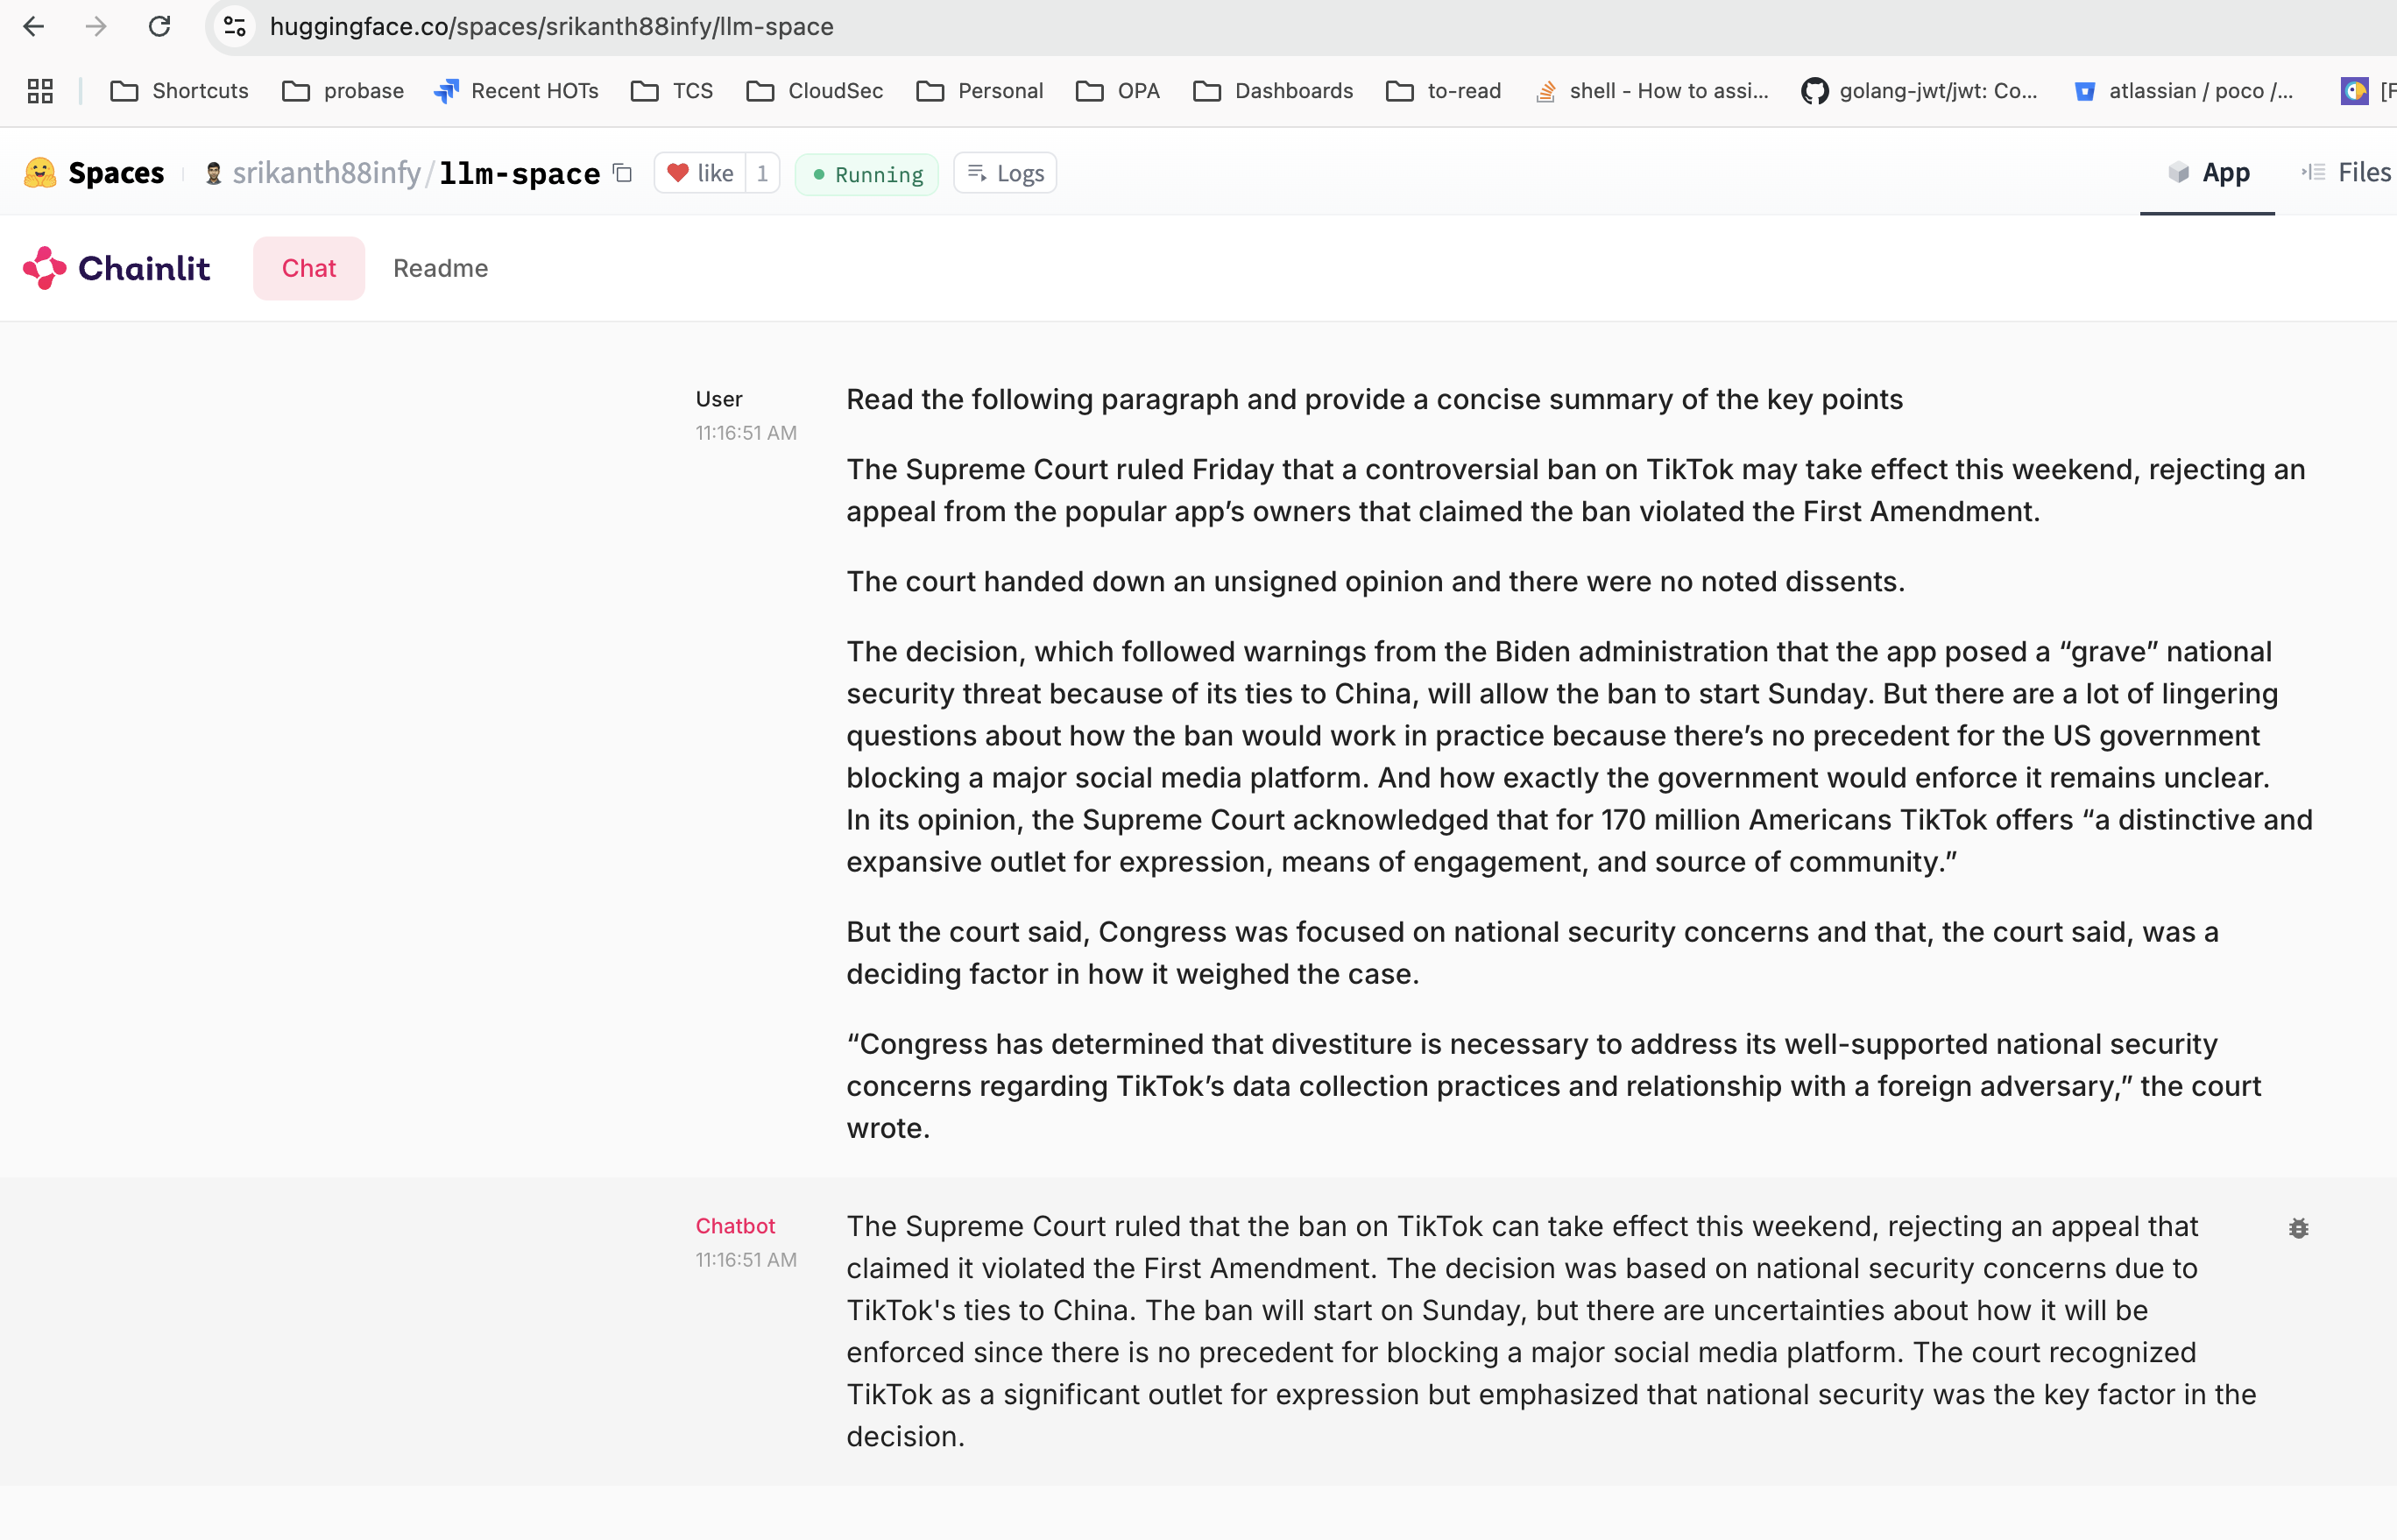 huggingface.co/spaces/srikanth88infy/llm-space
Shortcuts probase Recent HOTs TCS CloudSec Personal OPA Dashboards to-read shell - How to assi... golang-jwt/jwt: Co... atlassian / poco /... [F
Spaces srikanth88infy/llm-space like 1 Running Logs App Files
Chainlit Chat Readme
User
11:16:51 AM
Read the following paragraph and provide a concise summary of the key points
The Supreme Court ruled Friday that a controversial ban on TikTok may take effect this weekend, rejecting an
appeal from the popular app’s owners that claimed the ban violated the First Amendment.
The court handed down an unsigned opinion and there were no noted dissents.
The decision, which followed warnings from the Biden administration that the app posed a “grave” national
security threat because of its ties to China, will allow the ban to start Sunday. But there are a lot of lingering
questions about how the ban would work in practice because there’s no precedent for the US government
blocking a major social media platform. And how exactly the government would enforce it remains unclear.
In its opinion, the Supreme Court acknowledged that for 170 million Americans TikTok offers “a distinctive and
expansive outlet for expression, means of engagement, and source of community.”
But the court said, Congress was focused on national security concerns and that, the court said, was a
deciding factor in how it weighed the case.
“Congress has determined that divestiture is necessary to address its well-supported national security
concerns regarding TikTok’s data collection practices and relationship with a foreign adversary,” the court
wrote.
Chatbot
11:16:51 AM
The Supreme Court ruled that the ban on TikTok can take effect this weekend, rejecting an appeal that
claimed it violated the First Amendment. The decision was based on national security concerns due to
TikTok's ties to China. The ban will start on Sunday, but there are uncertainties about how it will be
enforced since there is no precedent for blocking a major social media platform. The court recognized
TikTok as a significant outlet for expression but emphasized that national security was the key factor in the
decision.